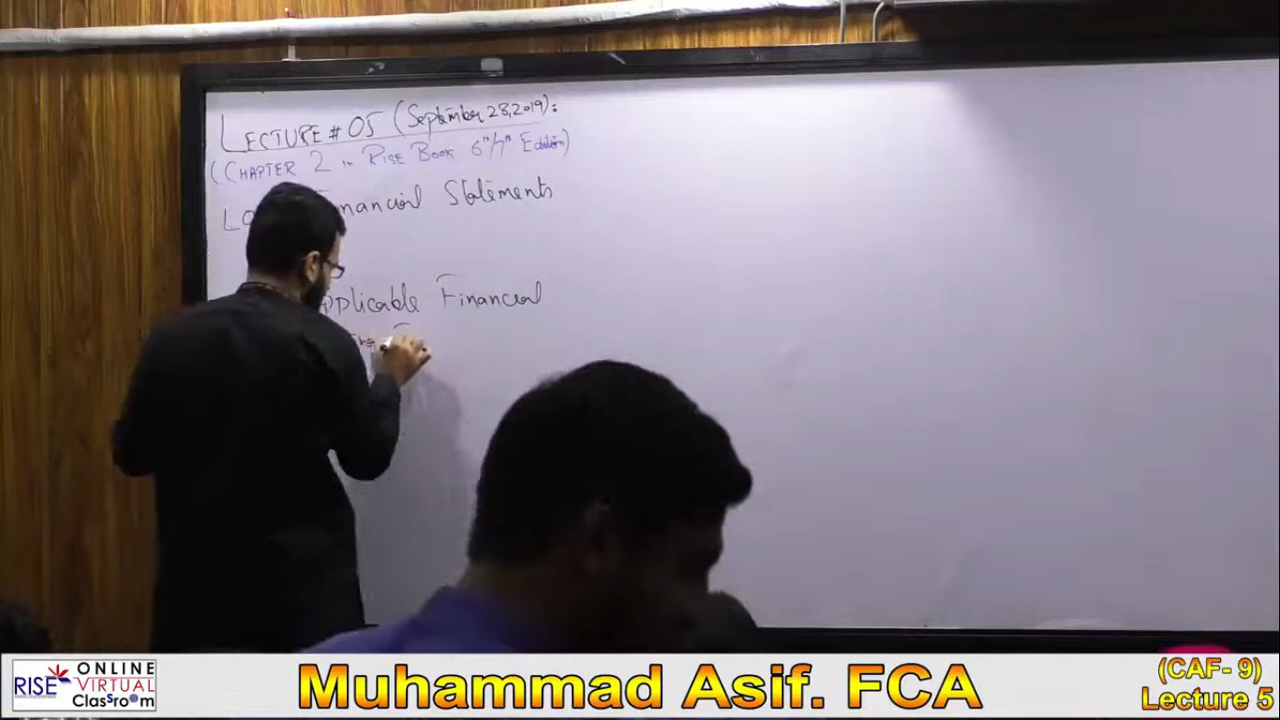 LECTURE # 05 (September 28, 2019):
(CHAPTER 2 in RISE BOOK 6th/7th Edition)
Financial Statements
pplicable Financial
RISE
ONLINE
VIRTUAL
Classroom
Muhammad Asif. FCA
(CAF- 9)
Lecture 5